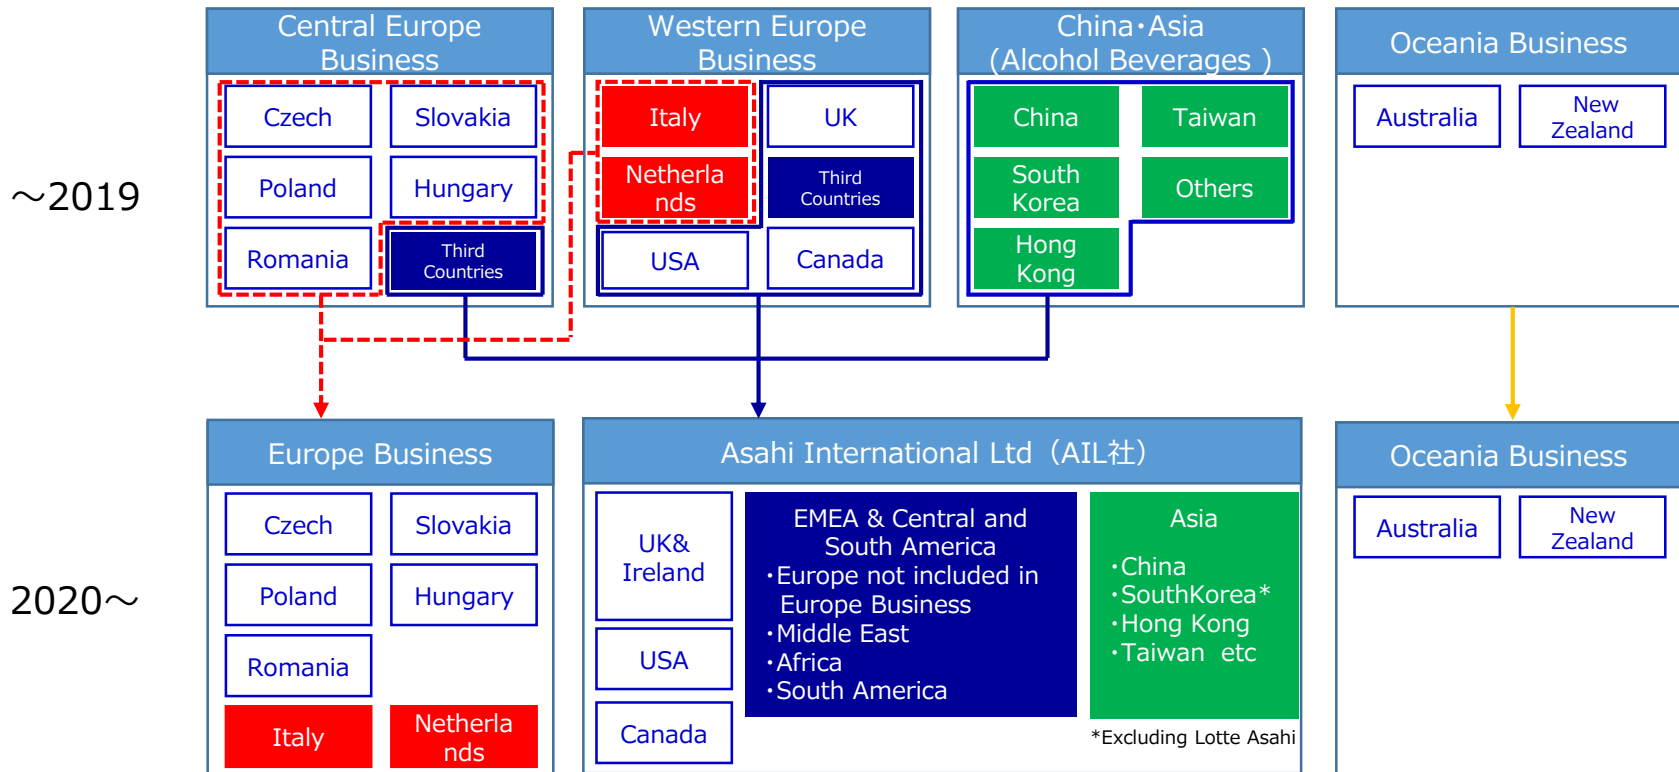 Central Europe
Business
Western Europe
Business
China・Asia
(Alcohol Beverages )
Oceania Business
～2019
Czech
Slovakia
Poland
Hungary
Romania
Third
Countries
Italy
UK
Netherla
nds
Third
Countries
USA
Canada
China
Taiwan
South
Korea
Others
Hong
Kong
Australia
New
Zealand
2020～
Europe Business
Czech
Slovakia
Poland
Hungary
Romania
Italy
Netherla
nds
Asahi International Ltd（AIL社）
UK&
Ireland
USA
Canada
EMEA & Central and
South America
・Europe not included in
Europe Business
・Middle East
・Africa
・South America
Asia
・China
・SouthKorea*
・Hong Kong
・Taiwan etc
*Excluding Lotte Asahi
Oceania Business
Australia
New
Zealand